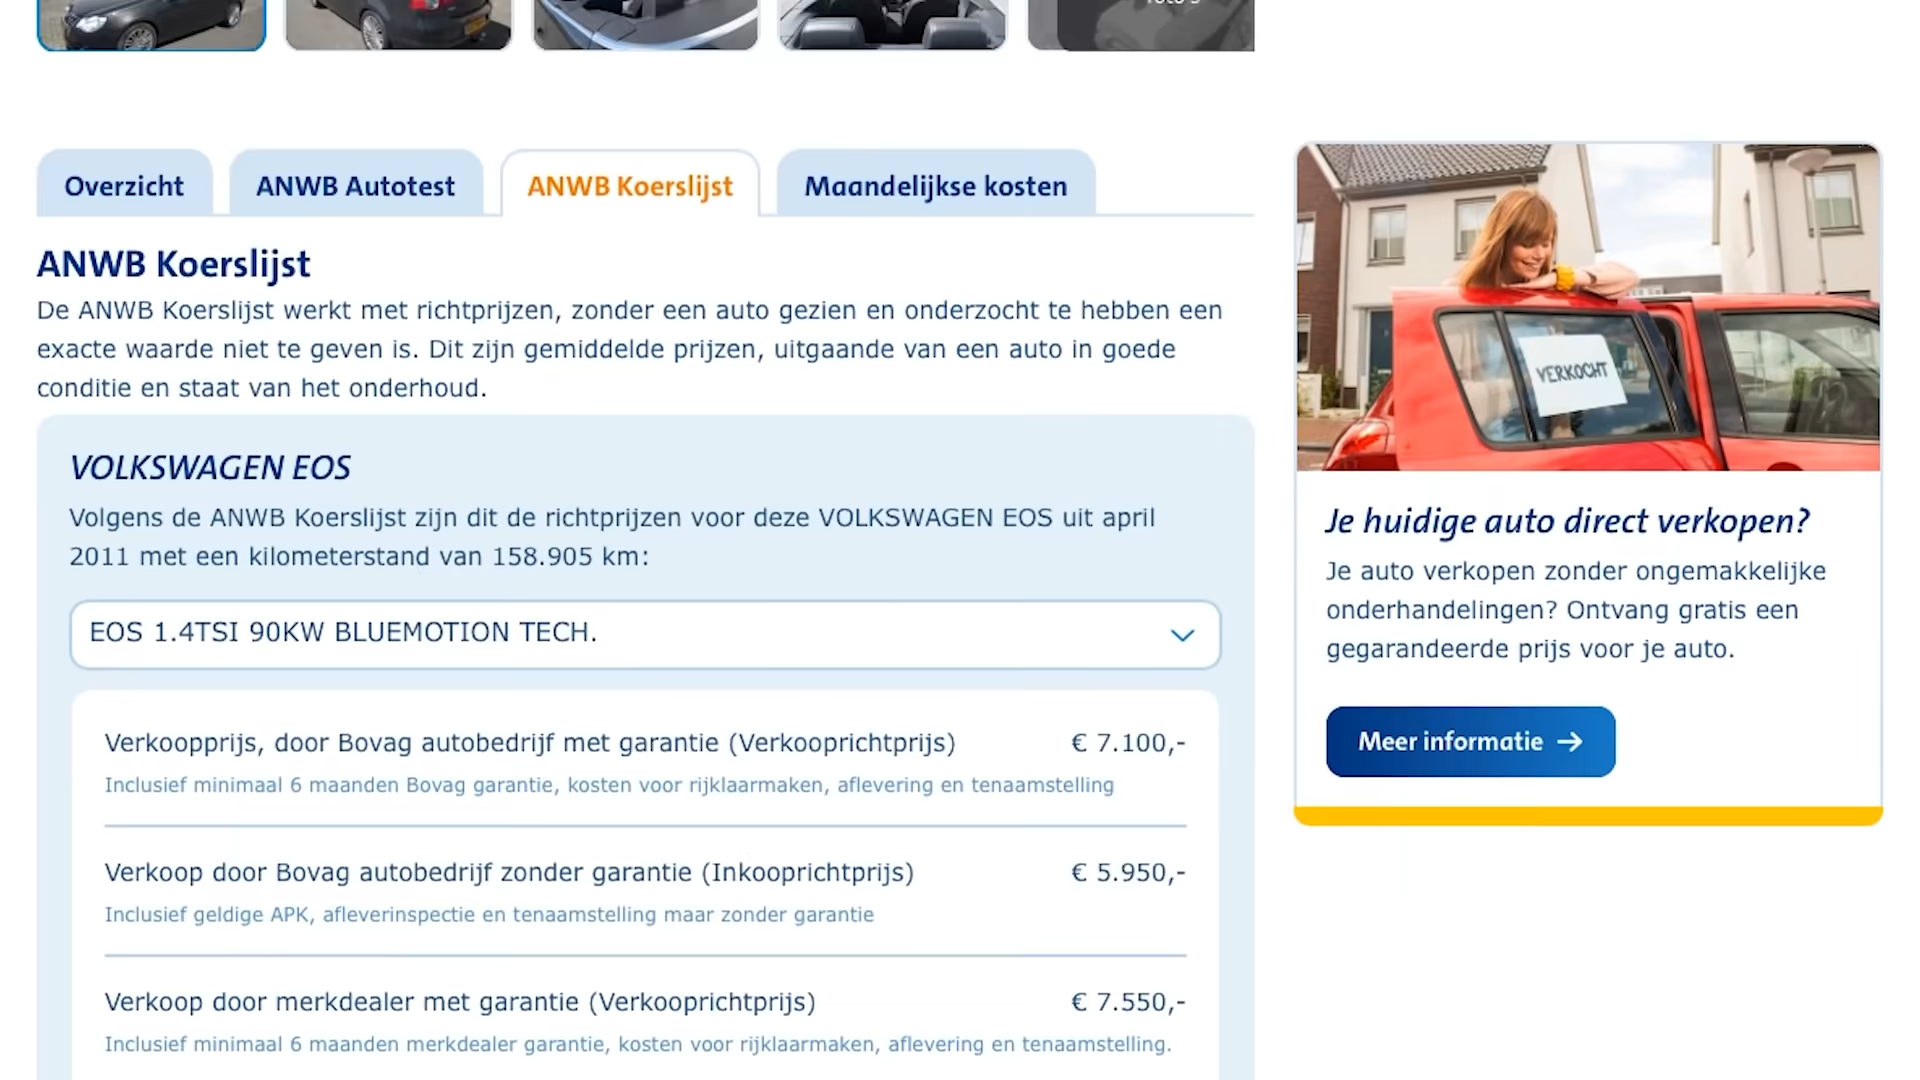 Overzicht
ANWB Autotest
ANWB Koerslijst
Maandelijkse kosten
ANWB Koerslijst
De ANWB Koerslijst werkt met richtprijzen, zonder een auto gezien en onderzocht te hebben een
exacte waarde niet te geven is. Dit zijn gemiddelde prijzen, uitgaande van een auto in goede
conditie en staat van het onderhoud.
VOLKSWAGEN EOS
Volgens de ANWB Koerslijst zijn dit de richtprijzen voor deze VOLKSWAGEN EOS uit april
2011 met een kilometerstand van 158.905 km:
EOS 1.4TSI 90KW BLUEMOTION TECH.
Verkoopprijs, door Bovag autobedrijf met garantie (Verkooprichtprijs) € 7.100,-
Inclusief minimaal 6 maanden Bovag garantie, kosten voor rijklaarmaken, aflevering en tenaamstelling
Verkoop door Bovag autobedrijf zonder garantie (Inkooprichtprijs) € 5.950,-
Inclusief geldige APK, afleverinspectie en tenaamstelling maar zonder garantie
Verkoop door merkdealer met garantie (Verkooprichtprijs) € 7.550,-
Inclusief minimaal 6 maanden merkdealer garantie, kosten voor rijklaarmaken, aflevering en tenaamstelling.
VERKOCHT
Je huidige auto direct verkopen?
Je auto verkopen zonder ongemakkelijke
onderhandelingen? Ontvang gratis een
gegarandeerde prijs voor je auto.
Meer informatie →